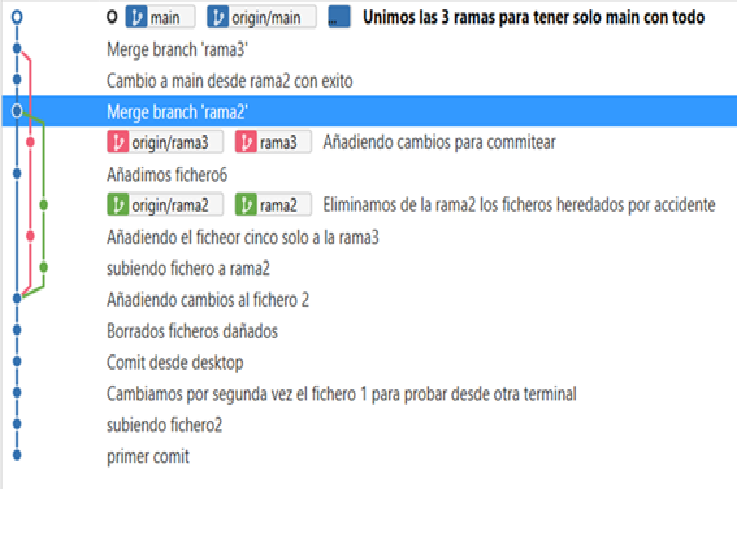 main origin/main Unimos las 3 ramas para tener solo main con todo
Merge branch 'rama3'
Cambio a main desde rama2 con exito
Merge branch 'rama2'
origin/rama3 rama3 Añadiendo cambios para commitear
Añadimos fichero6
origin/rama2 rama2 Eliminamos de la rama2 los ficheros heredados por accidente
Añadiendo el ficheor cinco solo a la rama3
subiendo fichero a rama2
Añadiendo cambios al fichero 2
Borrados ficheros dañados
Comit desde desktop
Cambiamos por segunda vez el fichero 1 para probar desde otra terminal
subiendo fichero2
primer comit